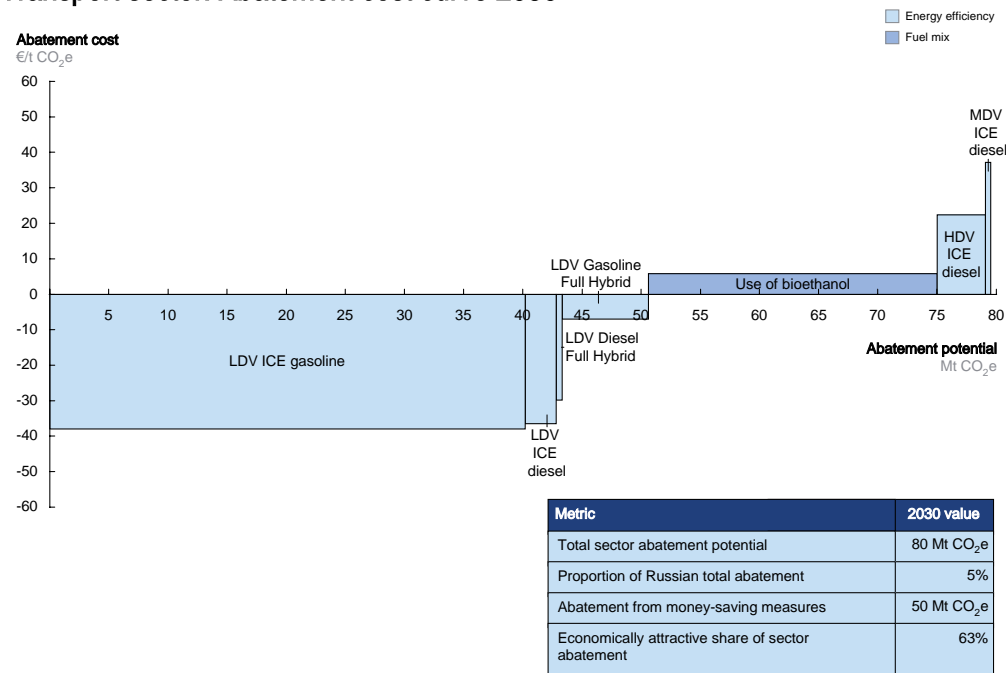 Energy efficiency
Fuel mix
Abatement cost
€/t CO2e
60
50
40
30
20
10
0
-10
-20
-30
-40
-50
-60
5 10 15 20 25 30 35 40 45 50 55 60 65 70 75 80
LDV ICE gasoline
LDV
ICE
diesel
LDV Gasoline
Full Hybrid
LDV Diesel
Full Hybrid
Use of bioethanol
HDV
ICE
diesel
MDV
ICE
diesel
Abatement potential
Mt CO2e
Metric 2030 value
Total sector abatement potential 80 Mt CO2e
Proportion of Russian total abatement 5%
Abatement from money-saving measures 50 Mt CO2e
Economically attractive share of sector 63%
abatement